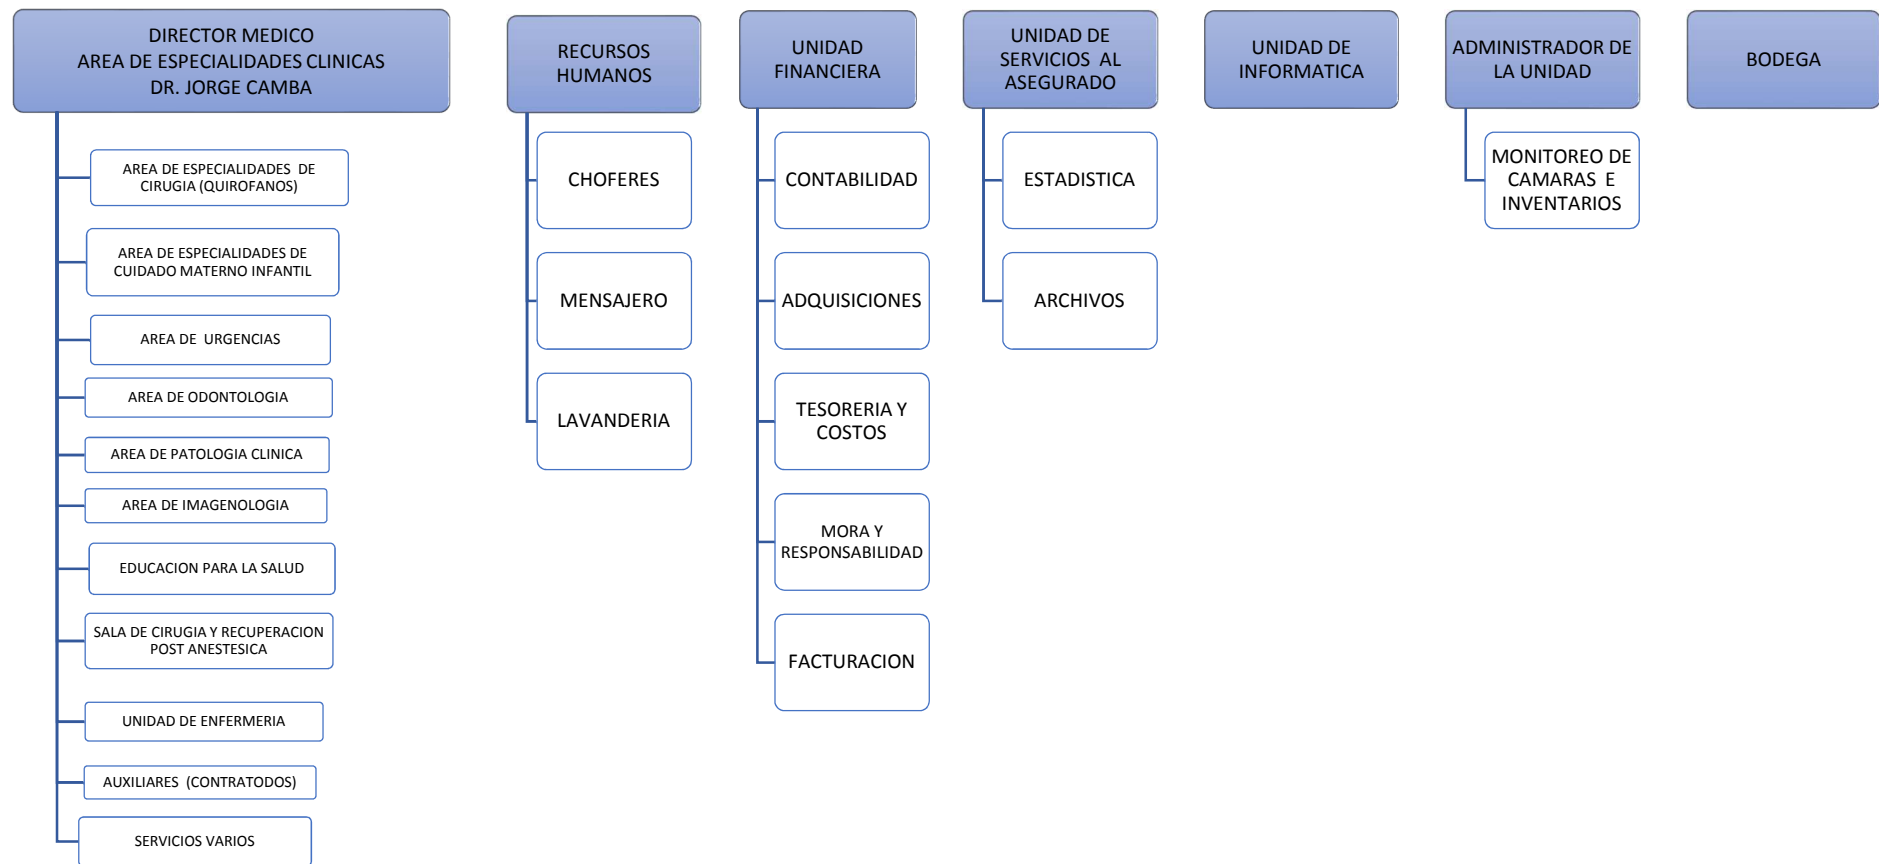 DIRECTOR MEDICO
AREA DE ESPECIALIDADES CLINICAS
DR. JORGE CAMBA
AREA DE ESPECIALIDADES DE
CIRUGIA (QUIROFANOS)
AREA DE ESPECIALIDADES DE
CUIDADO MATERNO INFANTIL
AREA DE URGENCIAS
AREA DE ODONTOLOGIA
AREA DE PATOLOGIA CLINICA
AREA DE IMAGENOLOGIA
EDUCACION PARA LA SALUD
SALA DE CIRUGIA Y RECUPERACION
POST ANESTESICA
UNIDAD DE ENFERMERIA
AUXILIARES (CONTRATODOS)
SERVICIOS VARIOS
RECURSOS
HUMANOS
CHOFERES
MENSAJERO
LAVANDERIA
UNIDAD
FINANCIERA
CONTABILIDAD
ADQUISICIONES
TESORERIA Y
COSTOS
MORA Y
RESPONSABILIDAD
FACTURACION
UNIDAD DE
SERVICIOS AL
ASEGURADO
ESTADISTICA
ARCHIVOS
UNIDAD DE
INFORMATICA
ADMINISTRADOR DE
LA UNIDAD
MONITOREO DE
CAMARAS E
INVENTARIOS
BODEGA